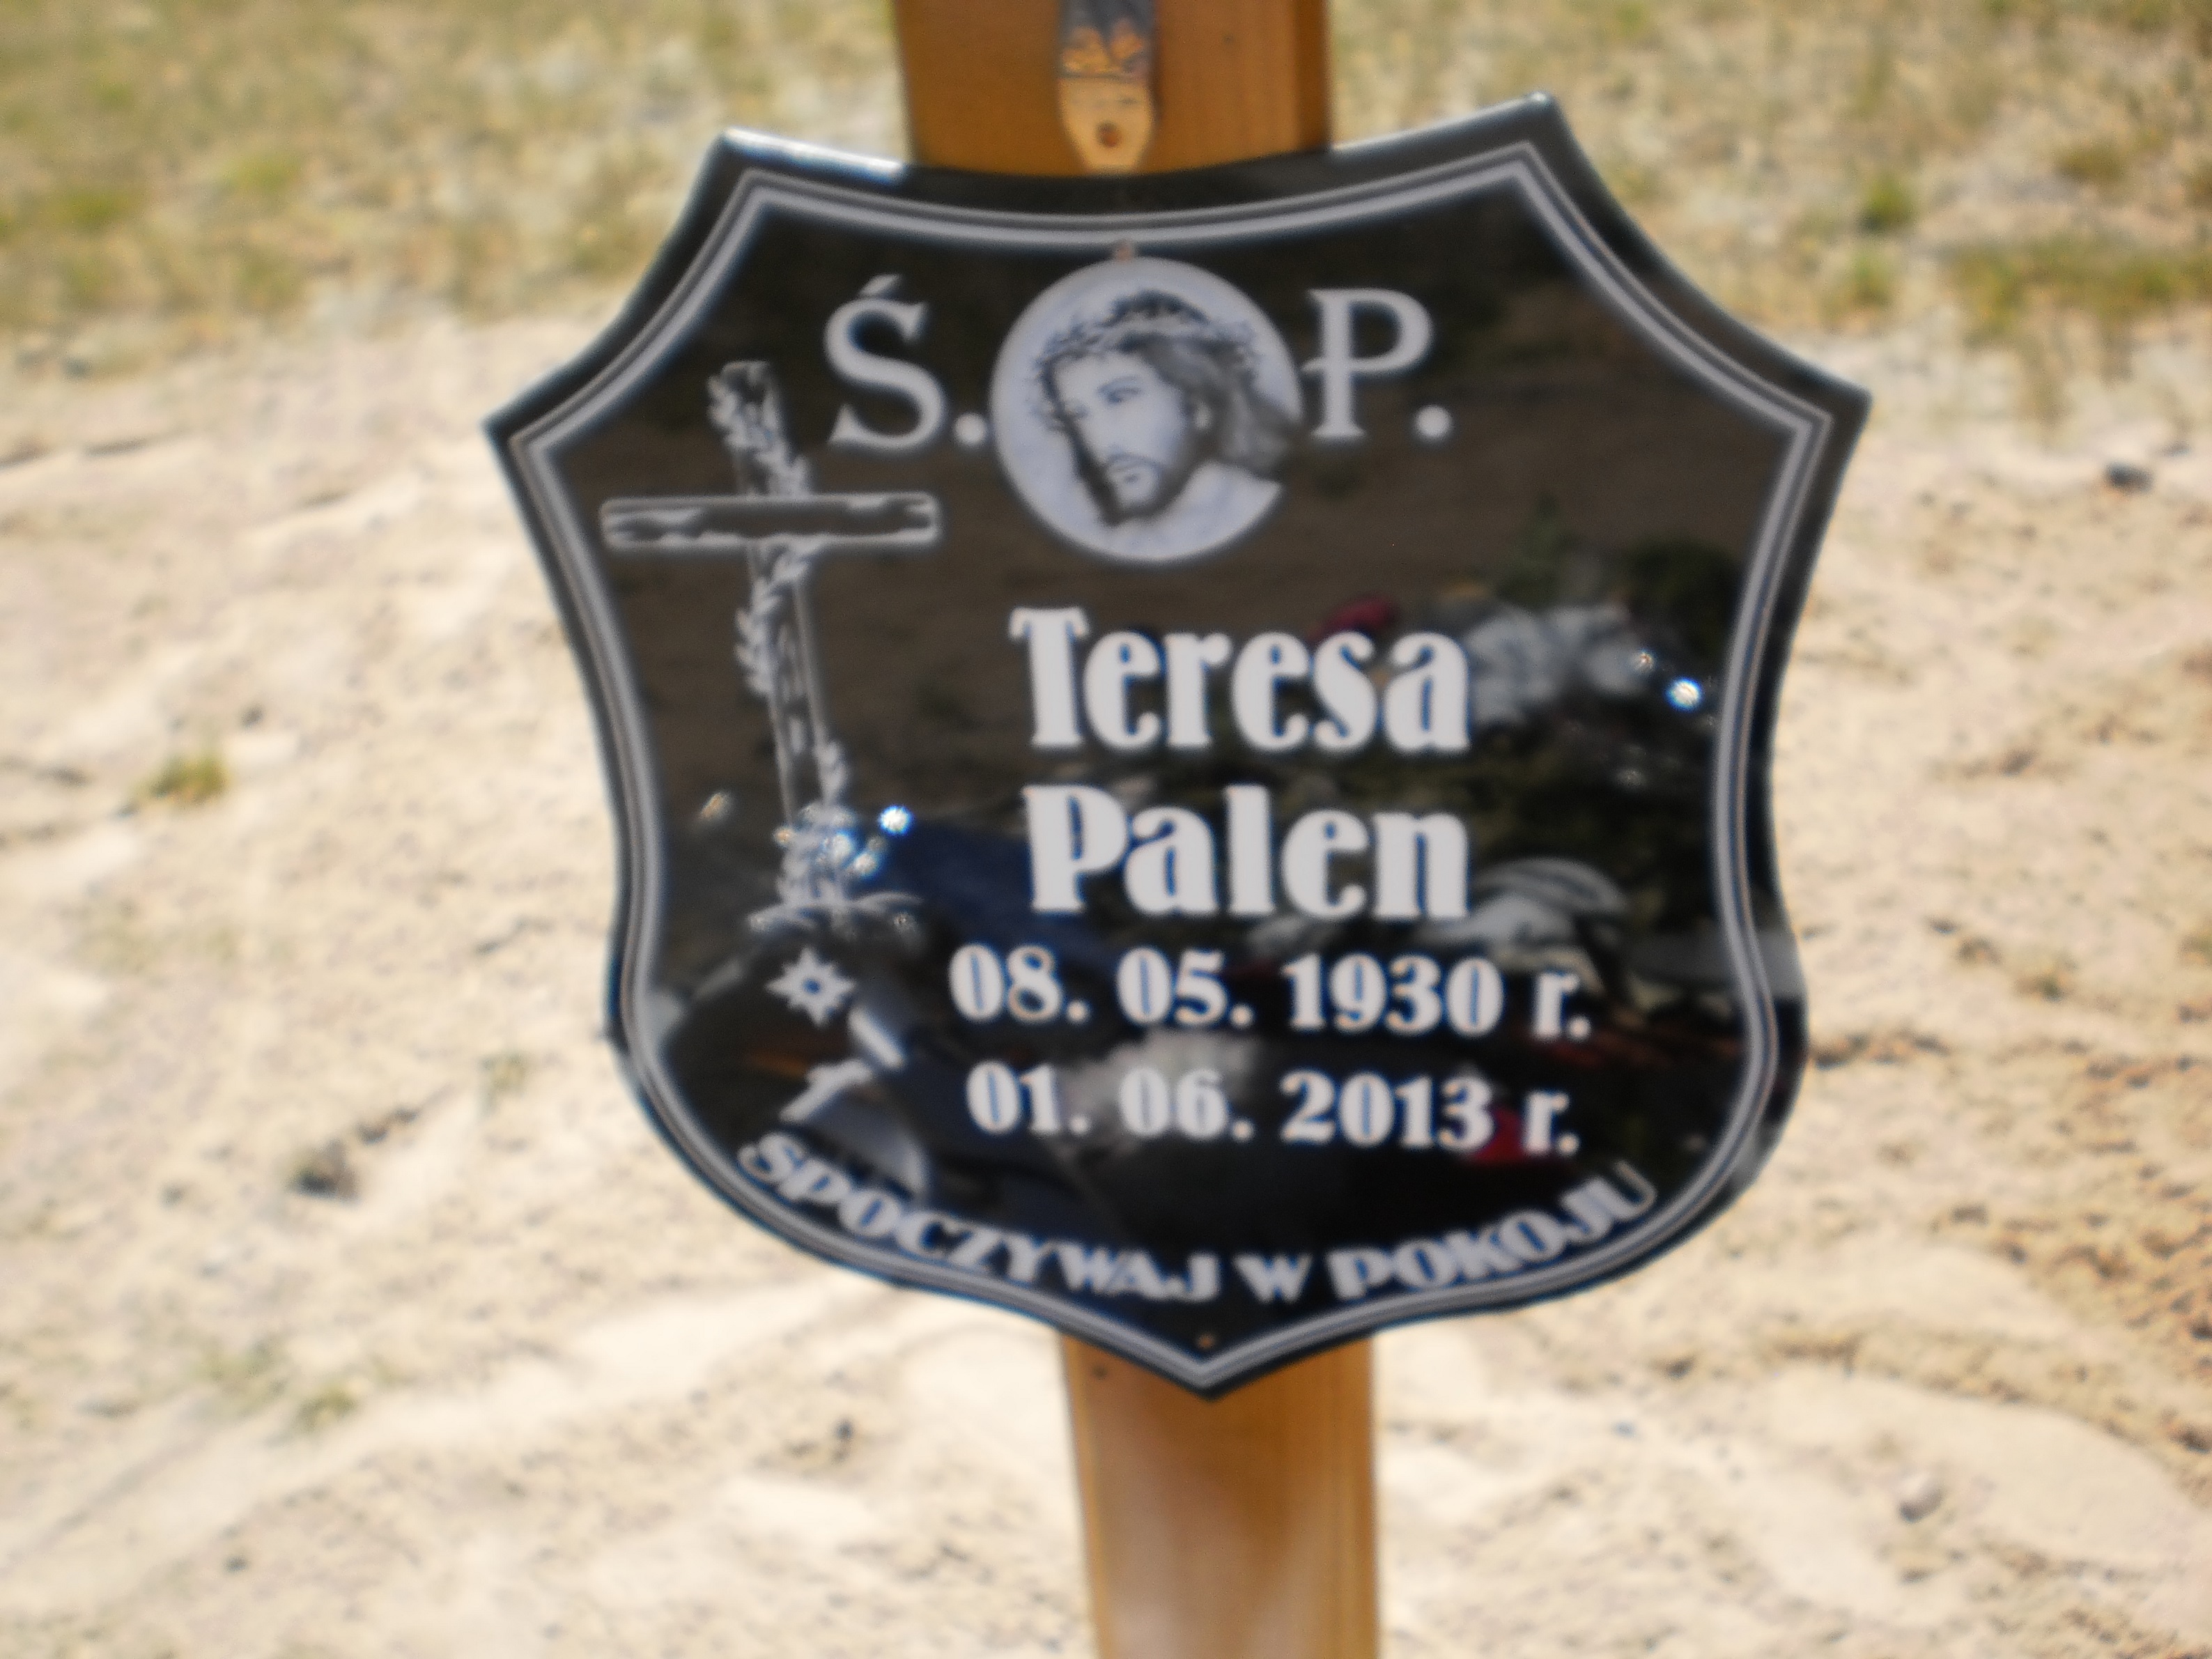 Ś. P.
Teresa
Palen
08. 05. 1930 r.
01. 06. 2013 r.
SPOCZYWAJ W POKOJU